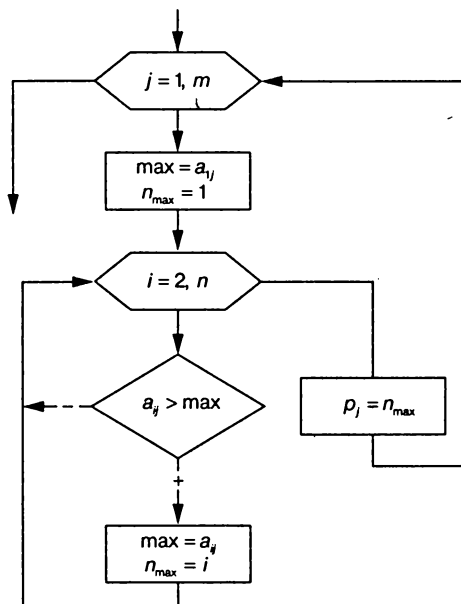 j = 1, m
max = a₁ⱼ
nₘₐₓ = 1
i = 2, n
aᵢⱼ > max
pⱼ = nₘₐₓ
+
max = aᵢⱼ
nₘₐₓ = i